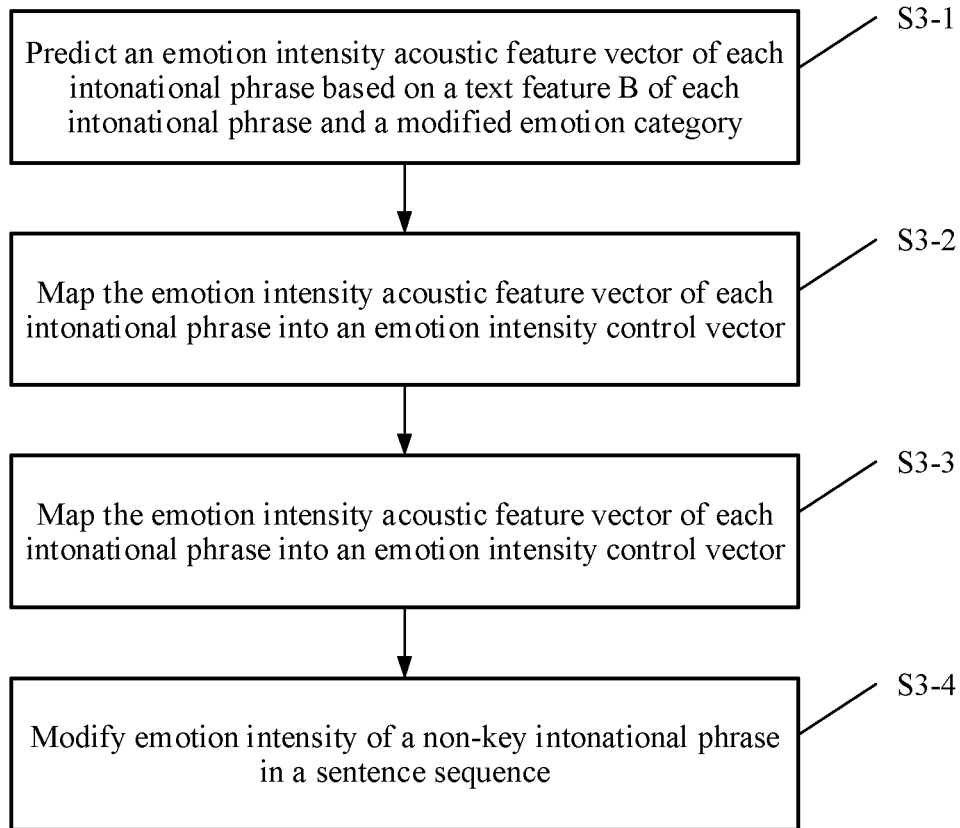 S3-1
Predict an emotion intensity acoustic feature vector of each
intonational phrase based on a text feature B of each
intonational phrase and a modified emotion category
S3-2
Map the emotion intensity acoustic feature vector of each
intonational phrase into an emotion intensity control vector
S3-3
Map the emotion intensity acoustic feature vector of each
intonational phrase into an emotion intensity control vector
S3-4
Modify emotion intensity of a non-key intonational phrase
in a sentence sequence